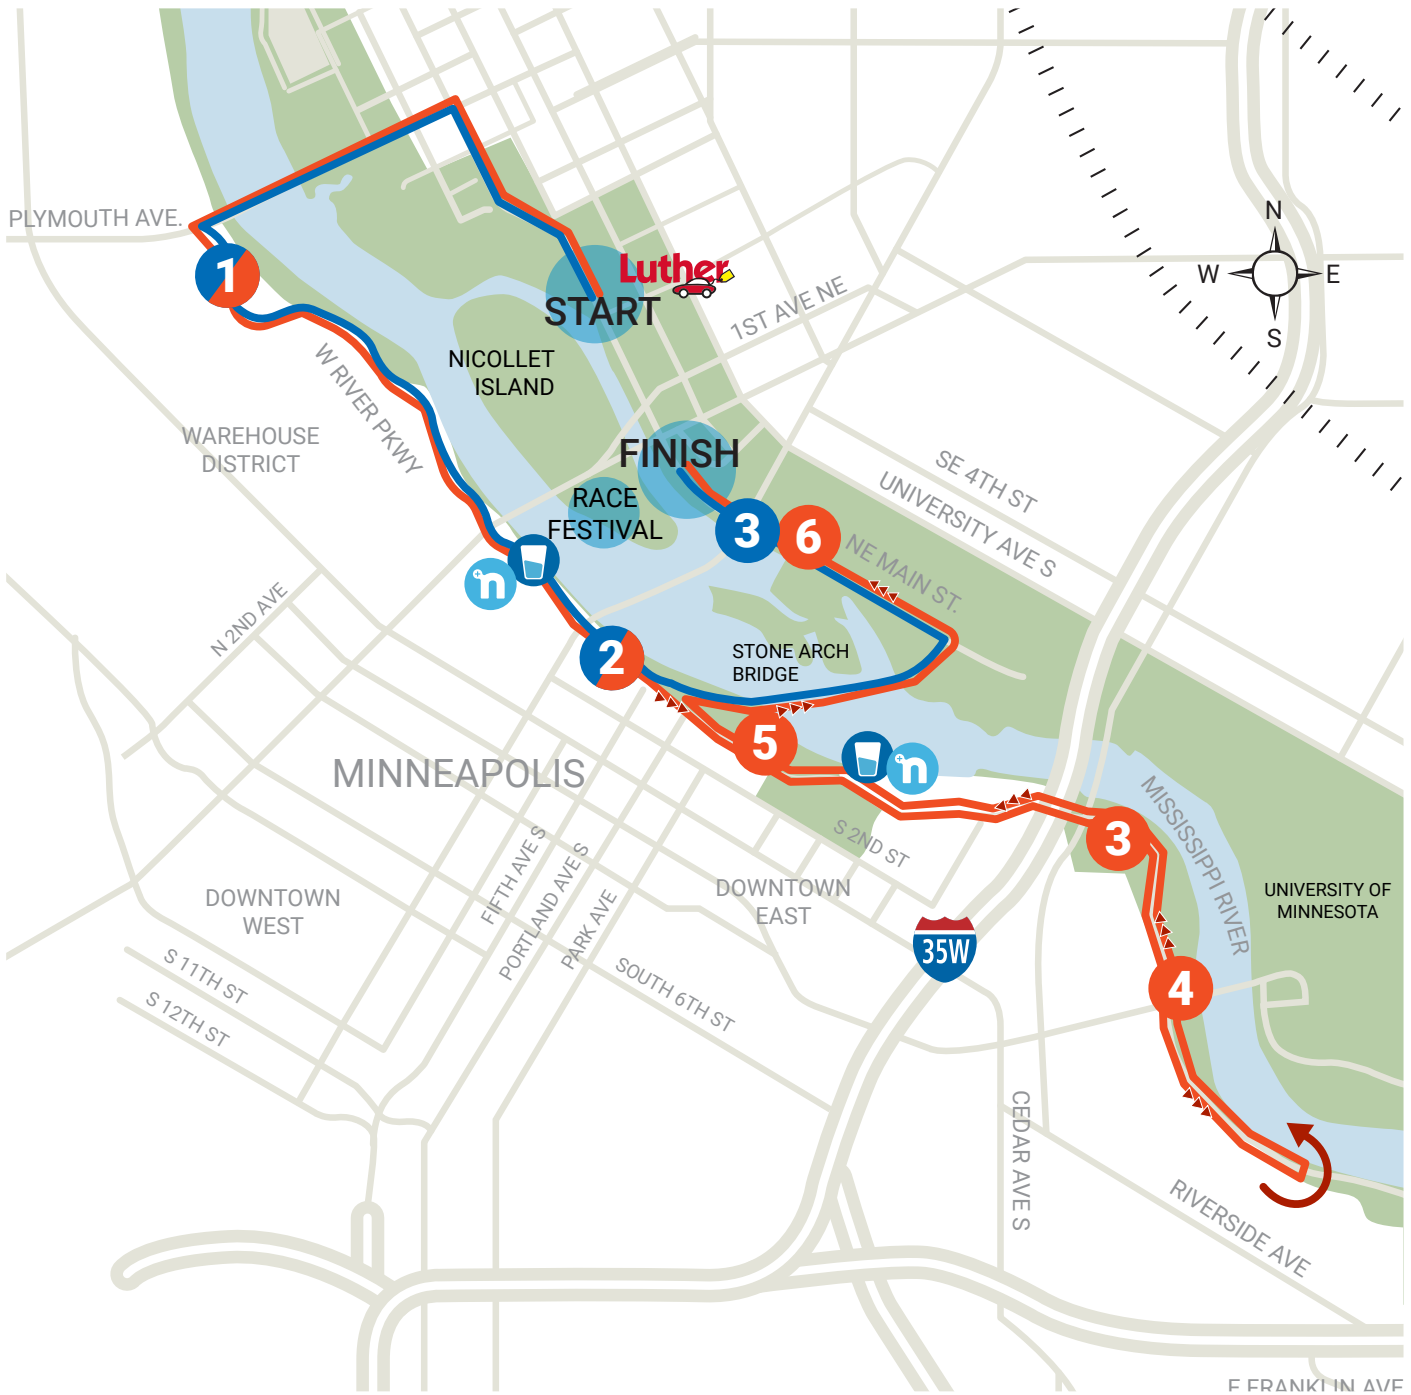 PLYMOUTH AVE.
1
Luther
START
N
W
E
S
1ST AVE NE
NICOLLET
ISLAND
W RIVER PKWY
WAREHOUSE
DISTRICT
FINISH
RACE
FESTIVAL
SE 4TH ST
UNIVERSITY AVE S
3
6
NE MAIN ST.
n
N 2ND AVE
2
STONE ARCH
BRIDGE
5
n
MINNEAPOLIS
MISSISSIPPI RIVER
S 2ND ST
3
FIFTH AVE S
PORTLAND AVE S
PARK AVE
DOWNTOWN
EAST
UNIVERSITY OF
MINNESOTA
DOWNTOWN
WEST
35W
S 11TH ST
S 12TH ST
SOUTH 6TH ST
4
CEDAR AVE S
RIVERSIDE AVE
E FRANKLIN AVE